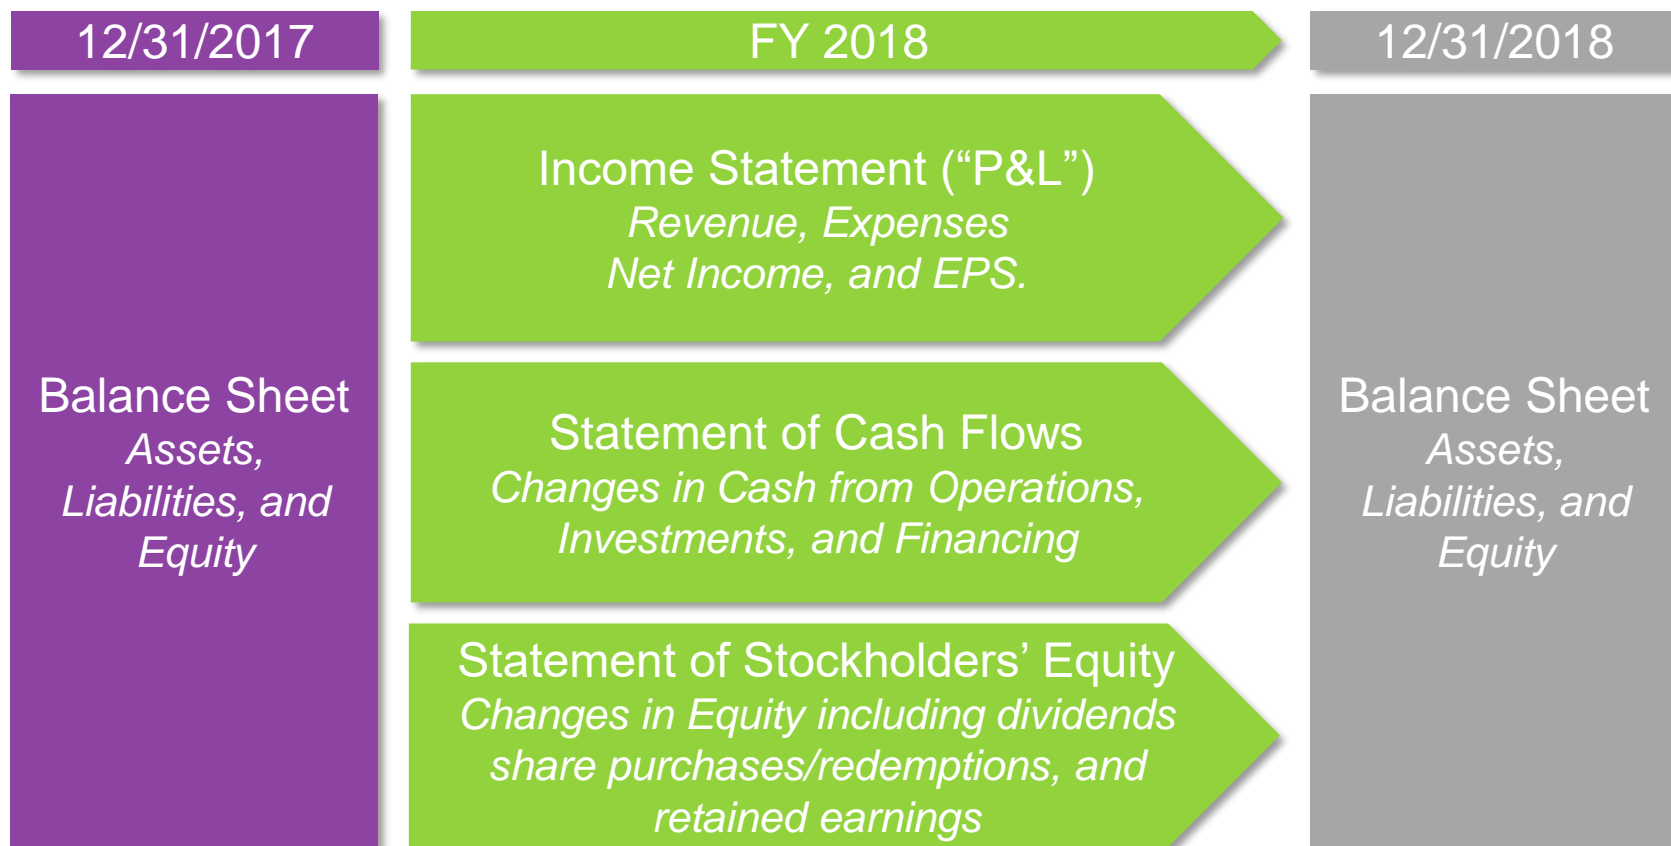 12/31/2017
FY 2018
12/31/2018
Balance Sheet
Assets,
Liabilities, and
Equity
Income Statement (“P&L”)
Revenue, Expenses
Net Income, and EPS.
Statement of Cash Flows
Changes in Cash from Operations,
Investments, and Financing
Statement of Stockholders’ Equity
Changes in Equity including dividends
share purchases/redemptions, and
retained earnings
Balance Sheet
Assets,
Liabilities, and
Equity